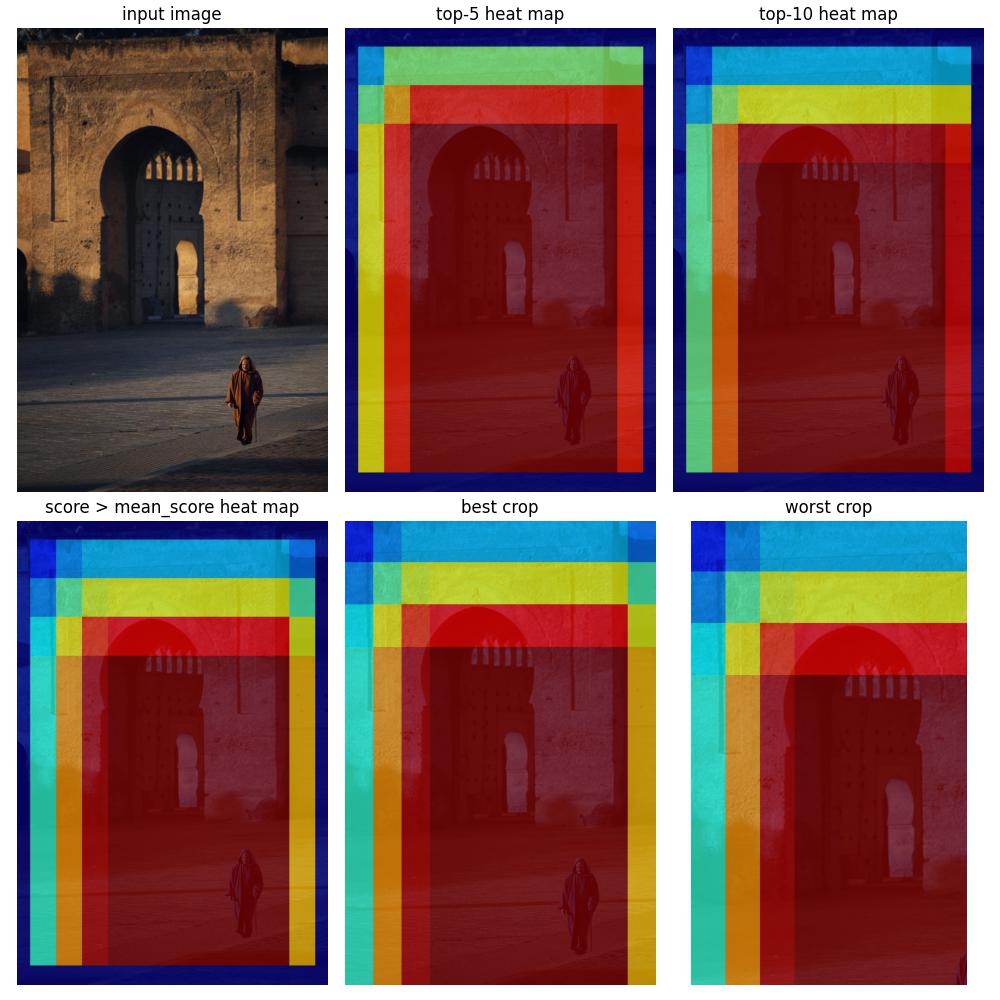 input image
top-5 heat map
top-10 heat map
score > mean_score heat map
best crop
worst crop